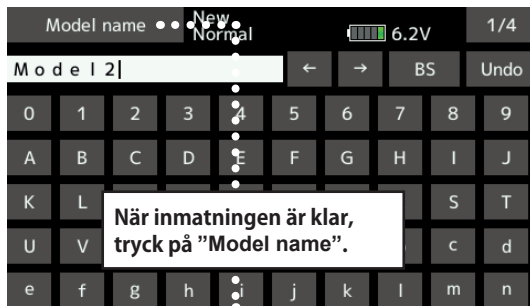 Model name New Normal 6.2V 1/4
Model2 ← → BS Undo
0 1 2 3 4 5 6 7 8 9
A B C D E F G H I J
K L S T
När inmatningen är klar,
tryck på ”Model name”.
U V c d
e f g h i j k l m n